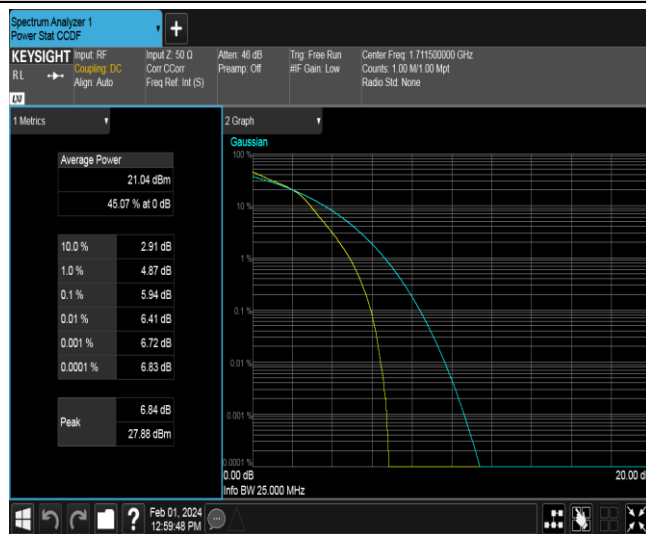 Spectrum Analyzer 1
Power Stat CCDF
+
KEYSIGHT
RL
LXI
Input: RF
Coupling: DC
Align: Auto
Input Z: 50 Ω
Corr CCorr
Freq Ref: Int (S)
Atten: 46 dB
Preamp: Off
Trig: Free Run
#IF Gain: Low
Center Freq: 1.711500000 GHz
Counts: 1.00 M/1.00 Mpt
Radio Std: None
1 Metrics
Average Power
21.04 dBm
45.07 % at 0 dB
10.0 % 2.91 dB
1.0 % 4.87 dB
0.1 % 5.94 dB
0.01 % 6.41 dB
0.001 % 6.72 dB
0.0001 % 6.83 dB
Peak
6.84 dB
27.88 dBm
2 Graph
Gaussian
100 %
10 %
1 %
0.1 %
0.01 %
0.001 %
0.0001 %
0.00 dB
20.00 d
Info BW 25.000 MHz
?
Feb 01, 2024
12:59:48 PM